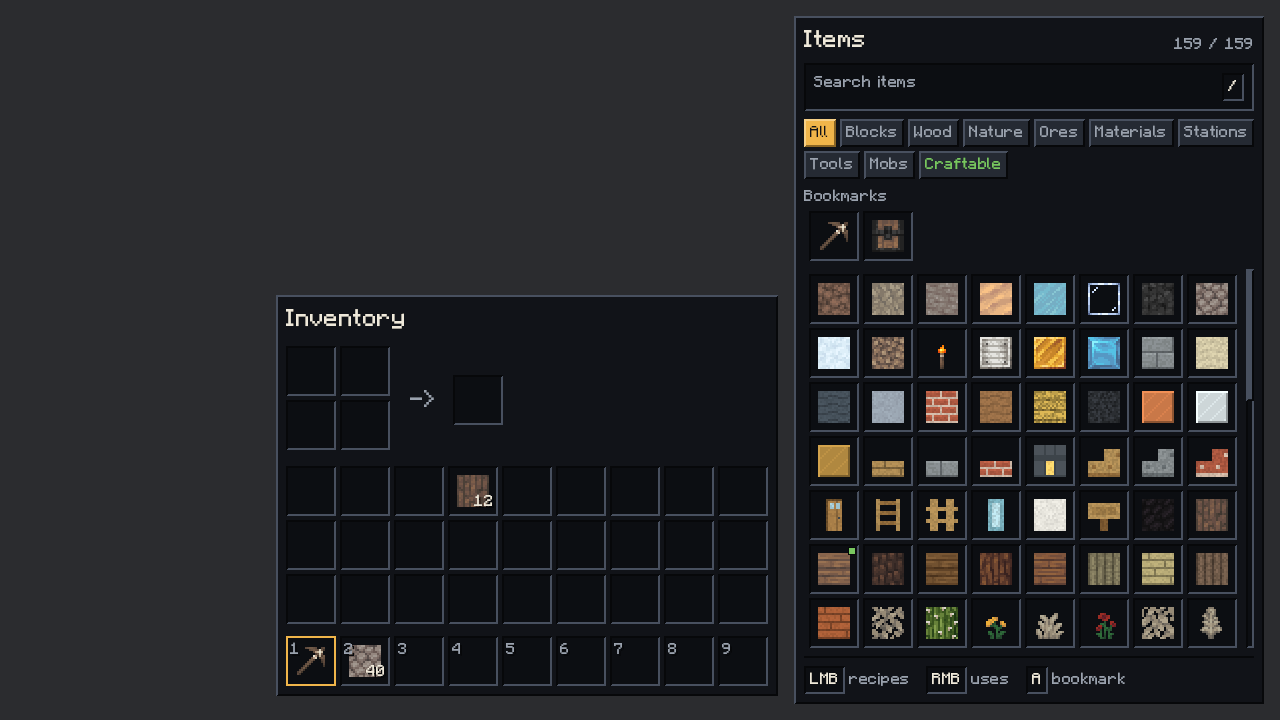 Items
159 / 159
Search items /
All Blocks Wood Nature Ores Materials Stations
Tools Mobs Craftable
Bookmarks
Inventory
->
12
1 2 3 4 5 6 7 8 9
40
LMB recipes RMB uses A bookmark